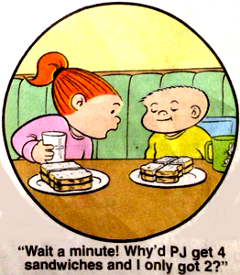 "Wait a minute! Why'd PJ get 4
sandwiches and I only got 2?"